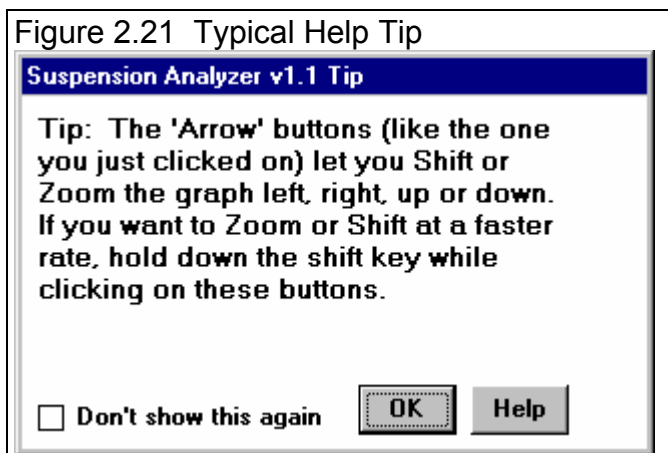 Figure 2.21  Typical Help Tip
Suspension Analyzer v1.1 Tip
Tip:  The 'Arrow' buttons (like the one
you just clicked on) let you Shift or
Zoom the graph left, right, up or down.
If you want to Zoom or Shift at a faster
rate, hold down the shift key while
clicking on these buttons.
Don't show this again
OK
Help